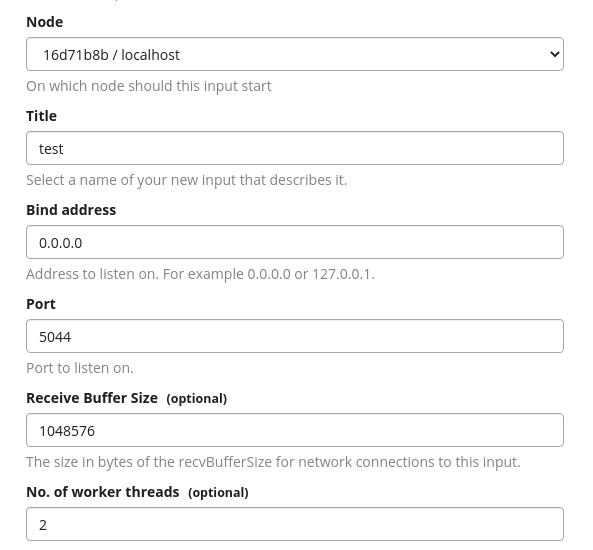 Node
16d71b8b / localhost
On which node should this input start
Title
test
Select a name of your new input that describes it.
Bind address
0.0.0.0
Address to listen on. For example 0.0.0.0 or 127.0.0.1.
Port
5044
Port to listen on.
Receive Buffer Size (optional)
1048576
The size in bytes of the recvBufferSize for network connections to this input.
No. of worker threads (optional)
2